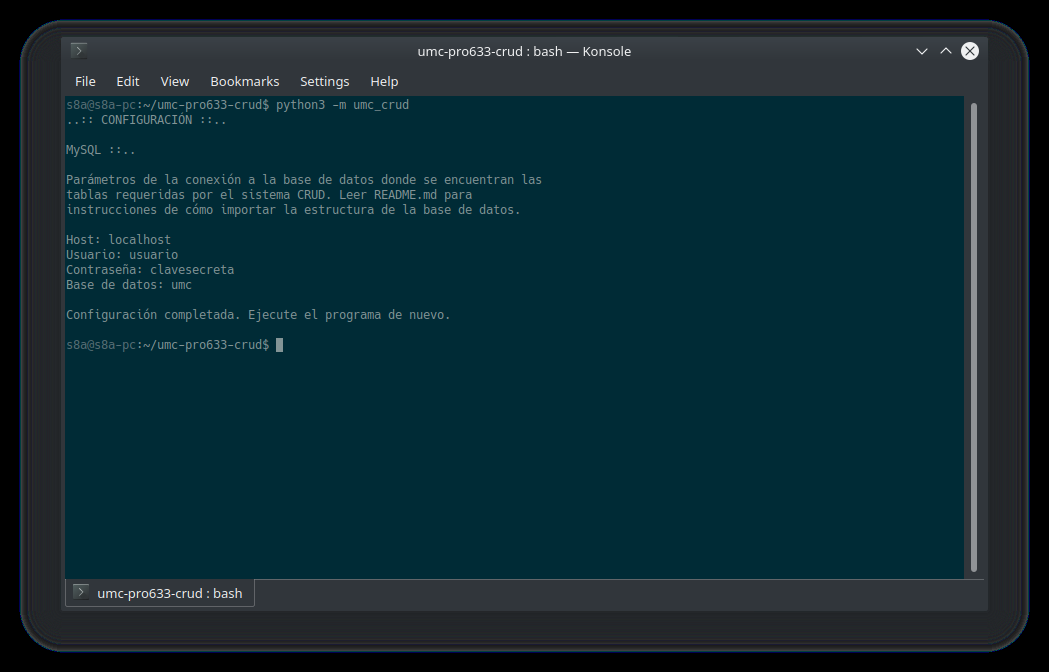 umc-pro633-crud : bash — Konsole
File Edit View Bookmarks Settings Help
s8a@s8a-pc:~/umc-pro633-crud$ python3 -m umc_crud
..:: CONFIGURACIÓN ::..
MySQL ::..
Parámetros de la conexión a la base de datos donde se encuentran las
tablas requeridas por el sistema CRUD. Leer README.md para
instrucciones de cómo importar la estructura de la base de datos.
Host: localhost
Usuario: usuario
Contraseña: clavesecreta
Base de datos: umc
Configuración completada. Ejecute el programa de nuevo.
s8a@s8a-pc:~/umc-pro633-crud$
umc-pro633-crud : bash